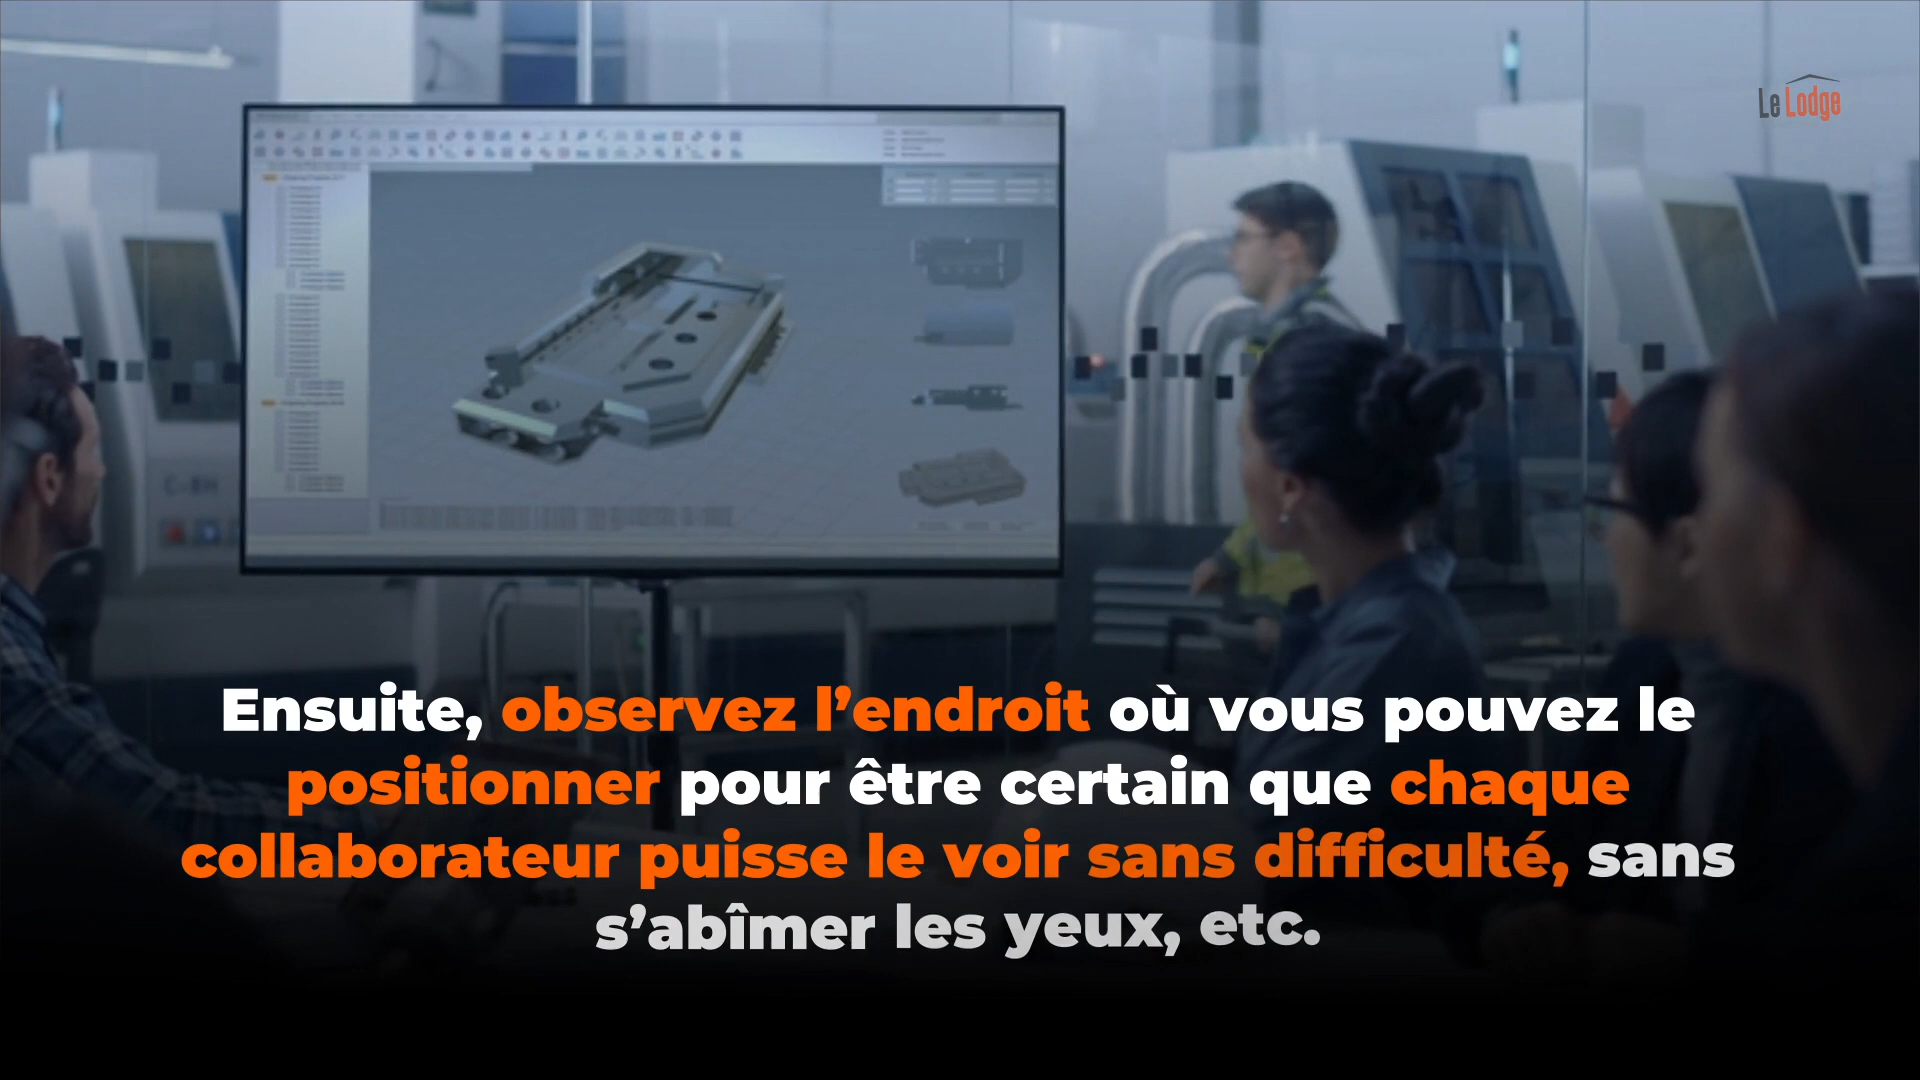 Le Lodge
Ensuite, observez l’endroit où vous pouvez le
positionner pour être certain que chaque
collaborateur puisse le voir sans difficulté, sans
s’abîmer les yeux, etc.